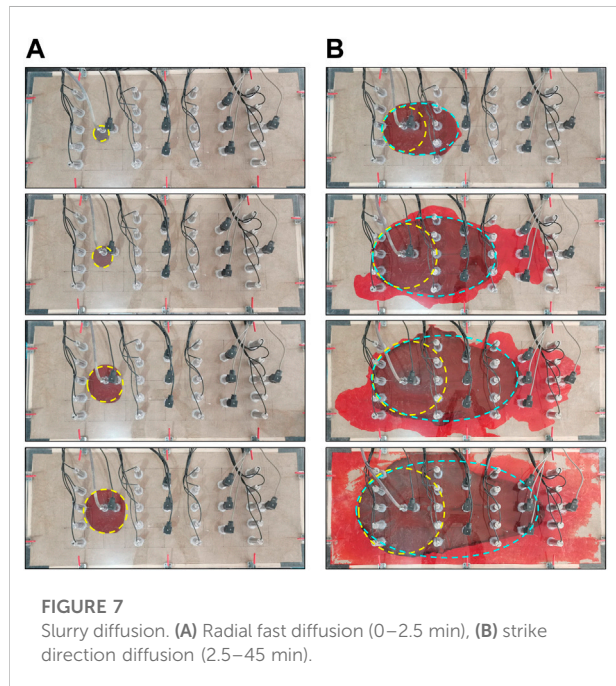 A
B
FIGURE 7
Slurry diffusion. (A) Radial fast diffusion (0–2.5 min), (B) strike
direction diffusion (2.5–45 min).